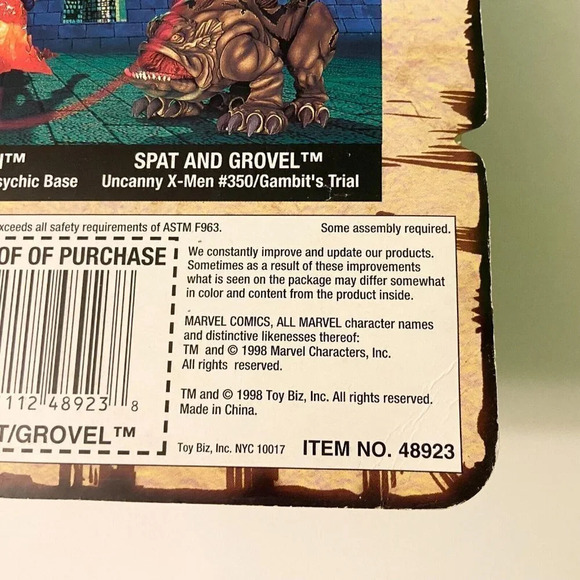 ™
SPAT AND GROVEL™
sychic Base
Uncanny X-Men #350/Gambit's Trial
xceeds all safety requirements of ASTM F963.
Some assembly required.
OF OF PURCHASE
We constantly improve and update our products.
Sometimes as a result of these improvements
what is seen on the package may differ somewhat
in color and content from the product inside.
MARVEL COMICS, ALL MARVEL character names
and distinctive likenesses thereof:
TM and © 1998 Marvel Characters, Inc.
All rights reserved.
TM and © 1998 Toy Biz, Inc. All rights reserved.
Made in China.
112 48923 8
T/GROVEL™
Toy Biz, Inc. NYC 10017
ITEM NO. 48923